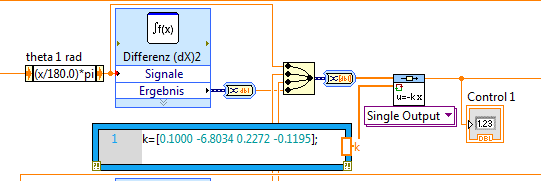 ∫f(x)
theta 1 rad
Differenz (dX)2
(x/180.0)*pi
Signale
Ergebnis
u=-kx
Control 1
Single Output
1.23
DBL
1 k=[0.1000 -6.8034 0.2272 -0.1195];
k